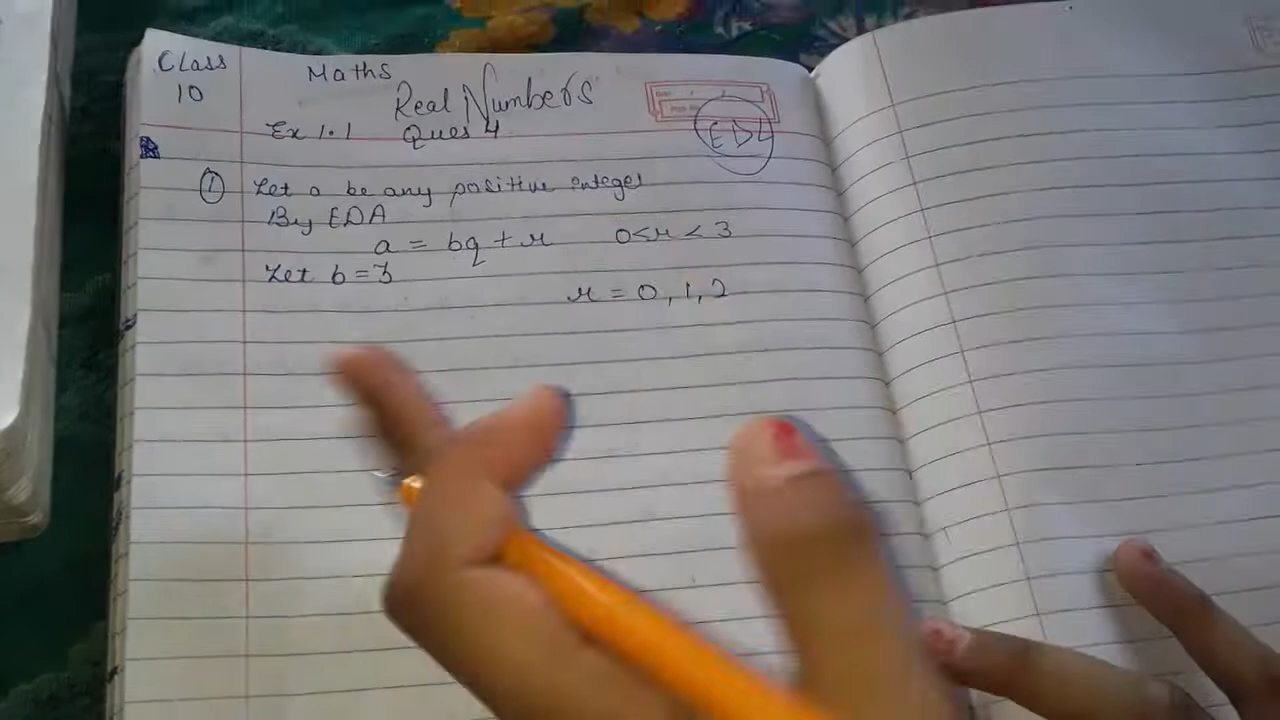 Class
10
Maths
Real Numbers
Ex 1.1 Ques 4
EDL
① Let a be any positive integer
By EDA
a = bq + r 0<r < 3
Let b = 3
r = 0, 1, 2